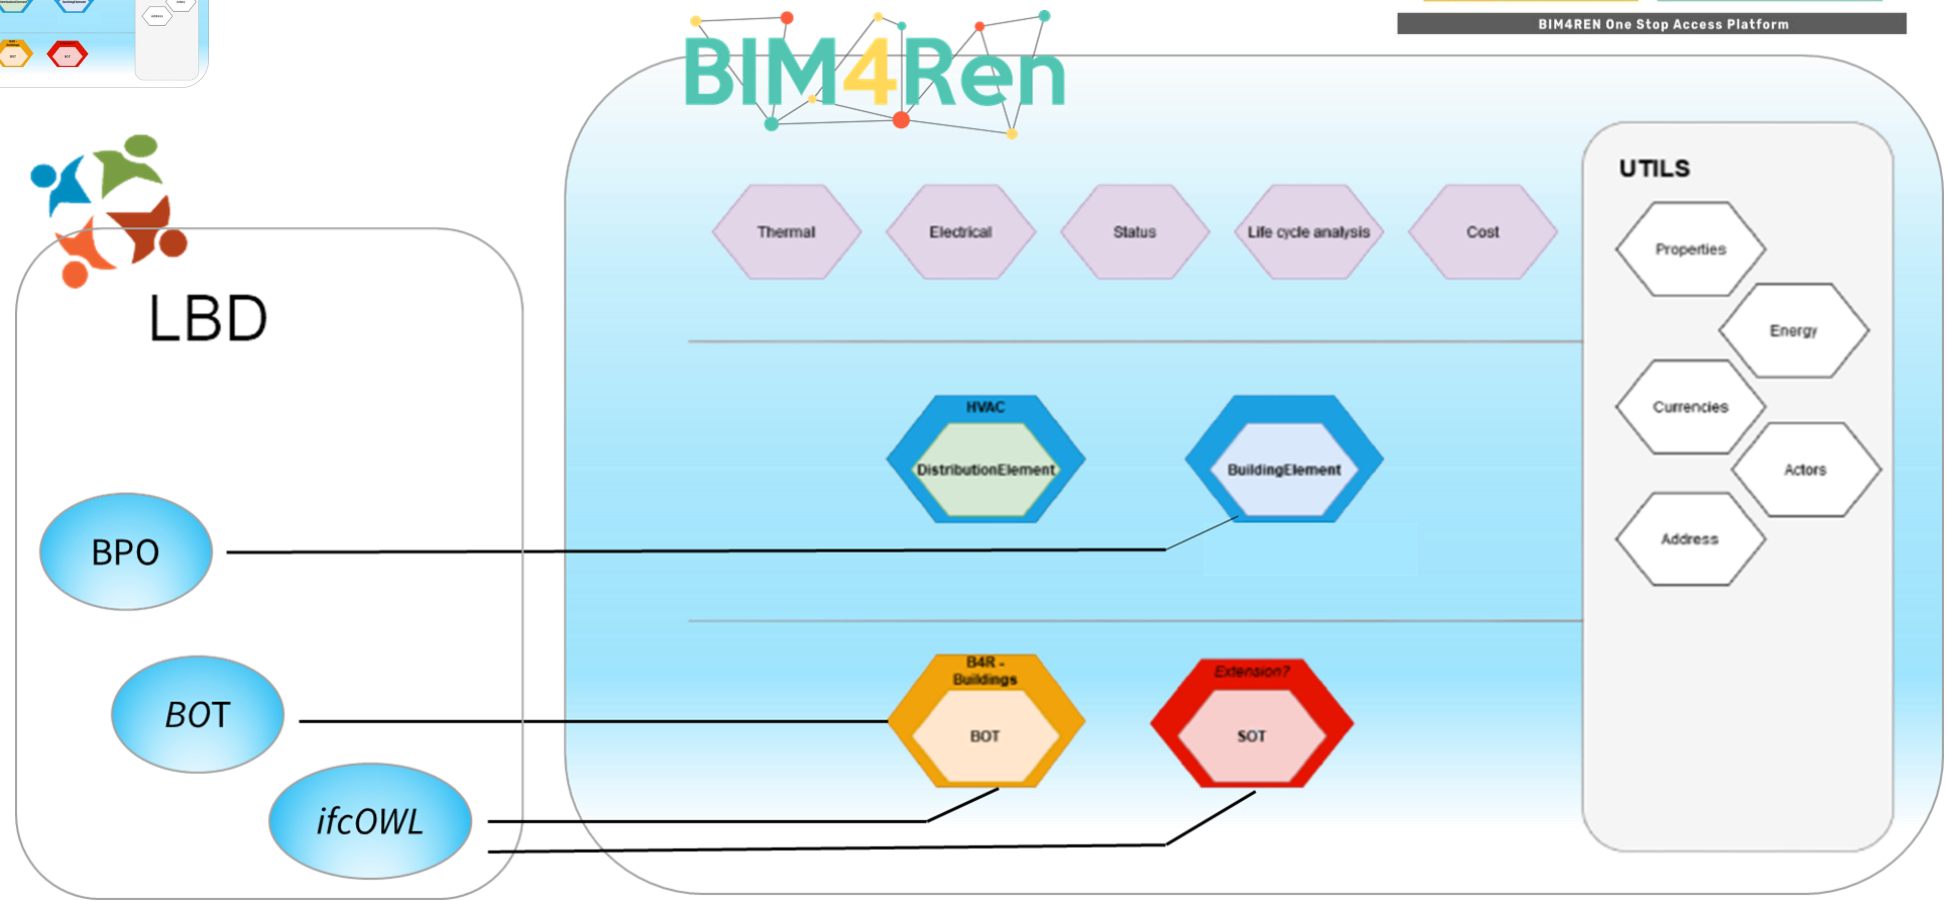 BIM4REN One Stop Access Platform
BIM4Ren
UTILS
Thermal
Electrical
Status
Life cycle analysis
Cost
Properties
Energy
LBD
HVAC
DistributionElement
BuildingElement
Currencies
Actors
Address
BPO
B4R -
Buildings
BOT
Extension?
SOT
BOT
ifcOWL